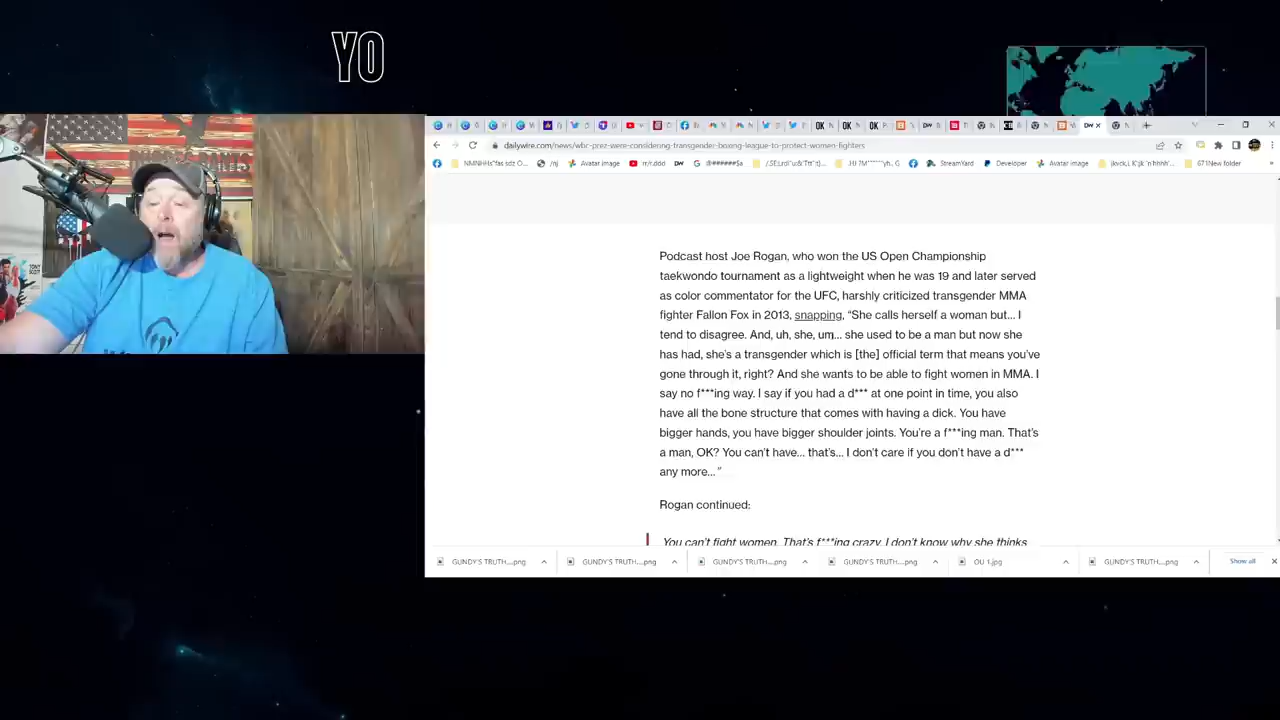 YO
dailywire.com/news/wbc-prez-were-considering-transgender-boxing-league-to-protect-women-fighters
StreamYard
Developer
Avatar image
671New folder
Podcast host Joe Rogan, who won the US Open Championship
taekwondo tournament as a lightweight when he was 19 and later served
as color commentator for the UFC, harshly criticized transgender MMA
fighter Fallon Fox in 2013, snapping, “She calls herself a woman but... I
tend to disagree. And, uh, she, um... she used to be a man but now she
has had, she’s a transgender which is [the] official term that means you’ve
gone through it, right? And she wants to be able to fight women in MMA. I
say no f***ing way. I say if you had a d*** at one point in time, you also
have all the bone structure that comes with having a dick. You have
bigger hands, you have bigger shoulder joints. You’re a f***ing man. That’s
a man, OK? You can’t have... that’s... I don’t care if you don’t have a d***
any more...”
Rogan continued:
You can’t fight women. That’s f***ing crazy. I don’t know why she thinks
GUNDY'S TRUTH....png
GUNDY'S TRUTH....png
GUNDY'S TRUTH....png
GUNDY'S TRUTH....png
OU 1.jpg
GUNDY'S TRUTH....png
Show all